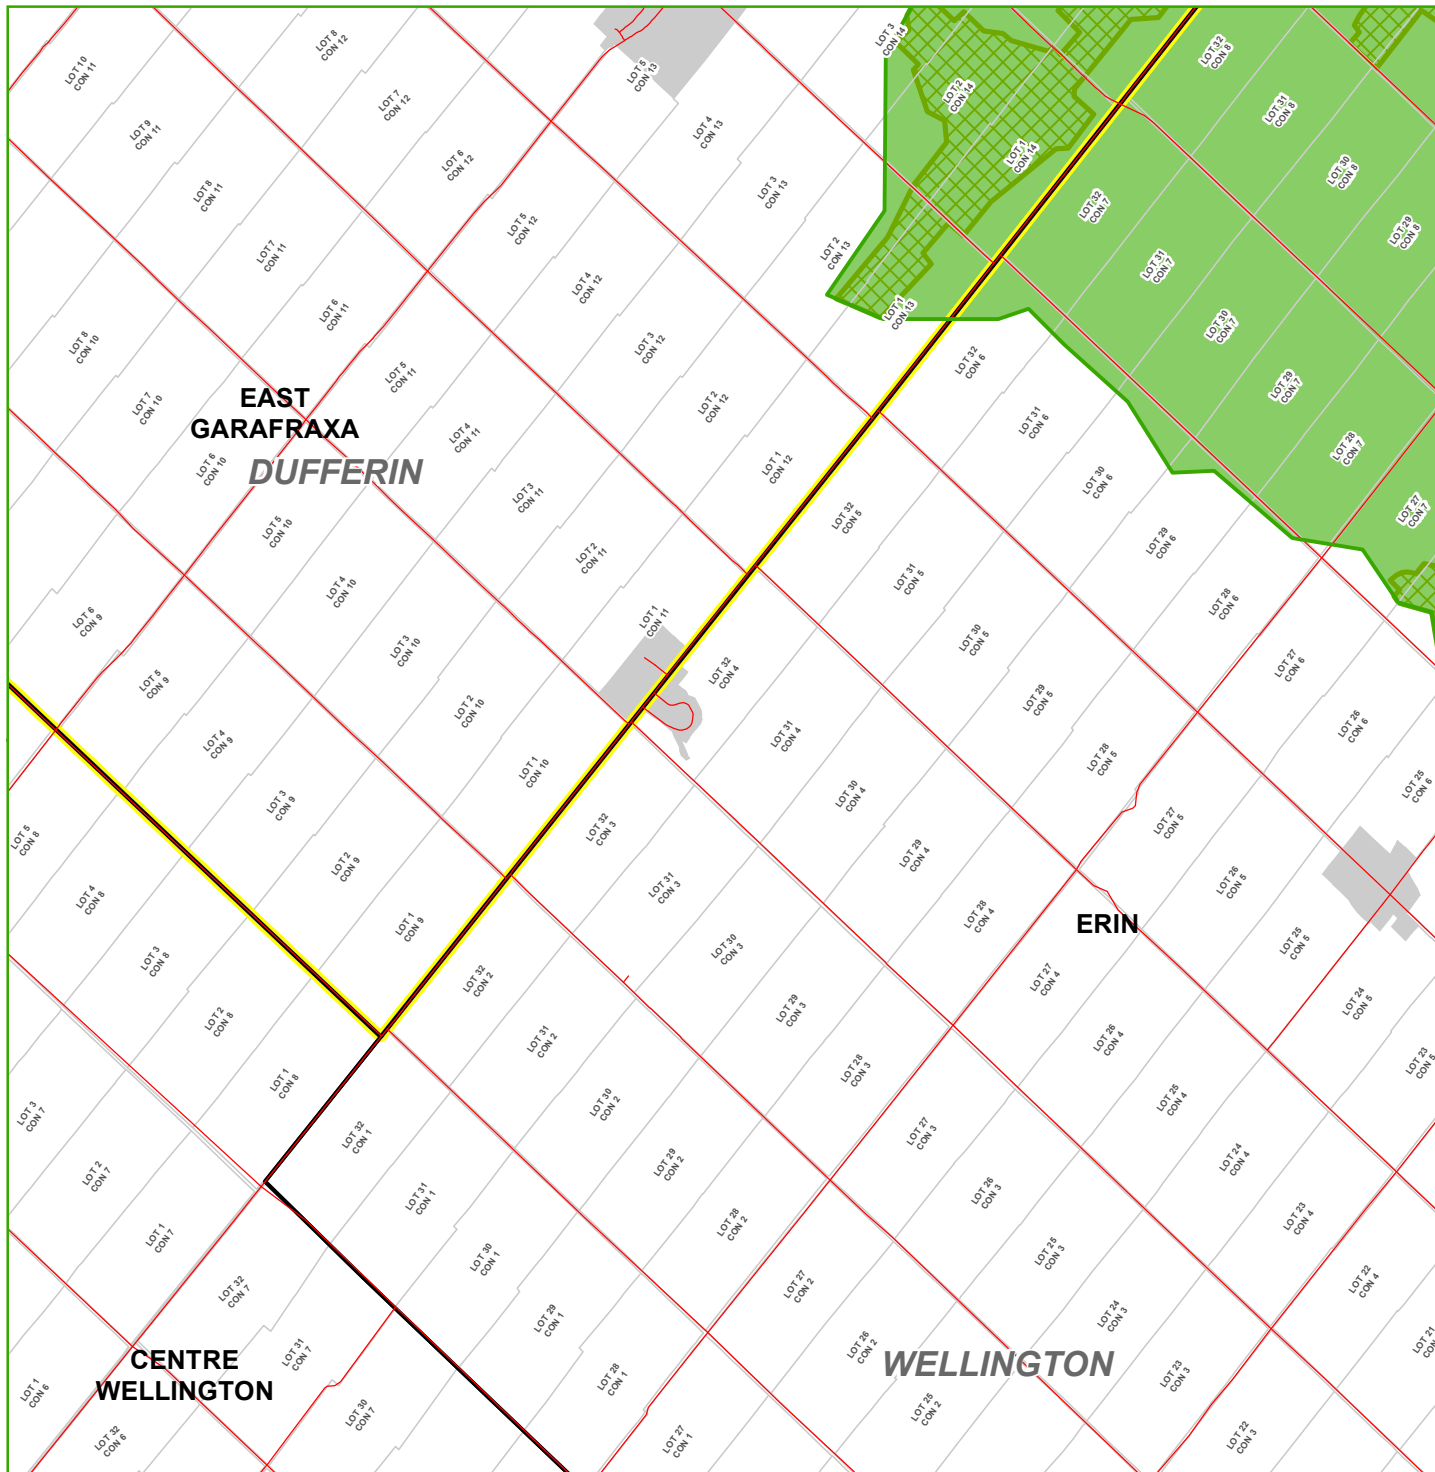 LOT 8
CON 12
LOT 3
CON 14
LOT 32
CON 8
LOT 10
CON 11
LOT 5
CON 13
LOT 7
CON 12
LOT 2
CON 14
LOT 31
CON 8
LOT 9
CON 11
LOT 4
CON 13
LOT 6
CON 12
LOT 1
CON 14
LOT 30
CON 8
LOT 8
CON 11
LOT 3
CON 13
LOT 32
CON 7
LOT 5
CON 12
LOT 29
CON 8
LOT 7
CON 11
LOT 2
CON 13
LOT 31
CON 7
LOT 4
CON 12
LOT 6
CON 11
LOT 1
CON 13
LOT 30
CON 7
LOT 8
CON 10
LOT 3
CON 12
LOT 32
CON 6
LOT 5
CON 11
LOT 29
CON 7
EAST
GARAFRAXA
DUFFERIN
LOT 7
CON 10
LOT 2
CON 12
LOT 31
CON 6
LOT 4
CON 11
LOT 28
CON 7
LOT 6
CON 10
LOT 1
CON 12
LOT 30
CON 6
LOT 3
CON 11
LOT 27
CON 7
LOT 5
CON 10
LOT 32
CON 5
LOT 29
CON 6
LOT 2
CON 11
LOT 4
CON 10
LOT 31
CON 5
LOT 28
CON 6
LOT 6
CON 9
LOT 1
CON 11
LOT 3
CON 10
LOT 30
CON 5
LOT 27
CON 6
LOT 5
CON 9
LOT 32
CON 4
LOT 2
CON 10
LOT 29
CON 5
LOT 26
CON 6
LOT 4
CON 9
LOT 31
CON 4
LOT 1
CON 10
LOT 28
CON 5
LOT 25
CON 6
LOT 3
CON 9
LOT 30
CON 4
LOT 27
CON 5
LOT 5
CON 8
LOT 32
CON 3
LOT 2
CON 9
LOT 29
CON 4
LOT 26
CON 5
LOT 4
CON 8
LOT 31
CON 3
LOT 1
CON 9
LOT 28
CON 4
ERIN
LOT 25
CON 5
LOT 3
CON 8
LOT 30
CON 3
LOT 32
CON 2
LOT 27
CON 4
LOT 24
CON 5
LOT 2
CON 8
LOT 29
CON 3
LOT 31
CON 2
LOT 26
CON 4
LOT 23
CON 5
LOT 1
CON 8
LOT 28
CON 3
LOT 30
CON 2
LOT 25
CON 4
LOT 3
CON 7
LOT 32
CON 1
LOT 27
CON 3
LOT 29
CON 2
LOT 24
CON 4
LOT 2
CON 7
LOT 31
CON 1
LOT 26
CON 3
LOT 28
CON 2
LOT 23
CON 4
LOT 1
CON 7
LOT 30
CON 1
LOT 25
CON 3
LOT 27
CON 2
LOT 22
CON 4
LOT 32
CON 7
LOT 29
CON 1
LOT 24
CON 3
LOT 26
CON 2
LOT 21
CON
LOT 31
CON 7
CENTRE
WELLINGTON
WELLINGTON
LOT 28
CON 1
LOT 23
CON 3
LOT 1
CON 6
LOT 30
CON 7
LOT 25
CON 2
LOT 32
CON 6
LOT 27
CON 1
LOT 22
CON 3